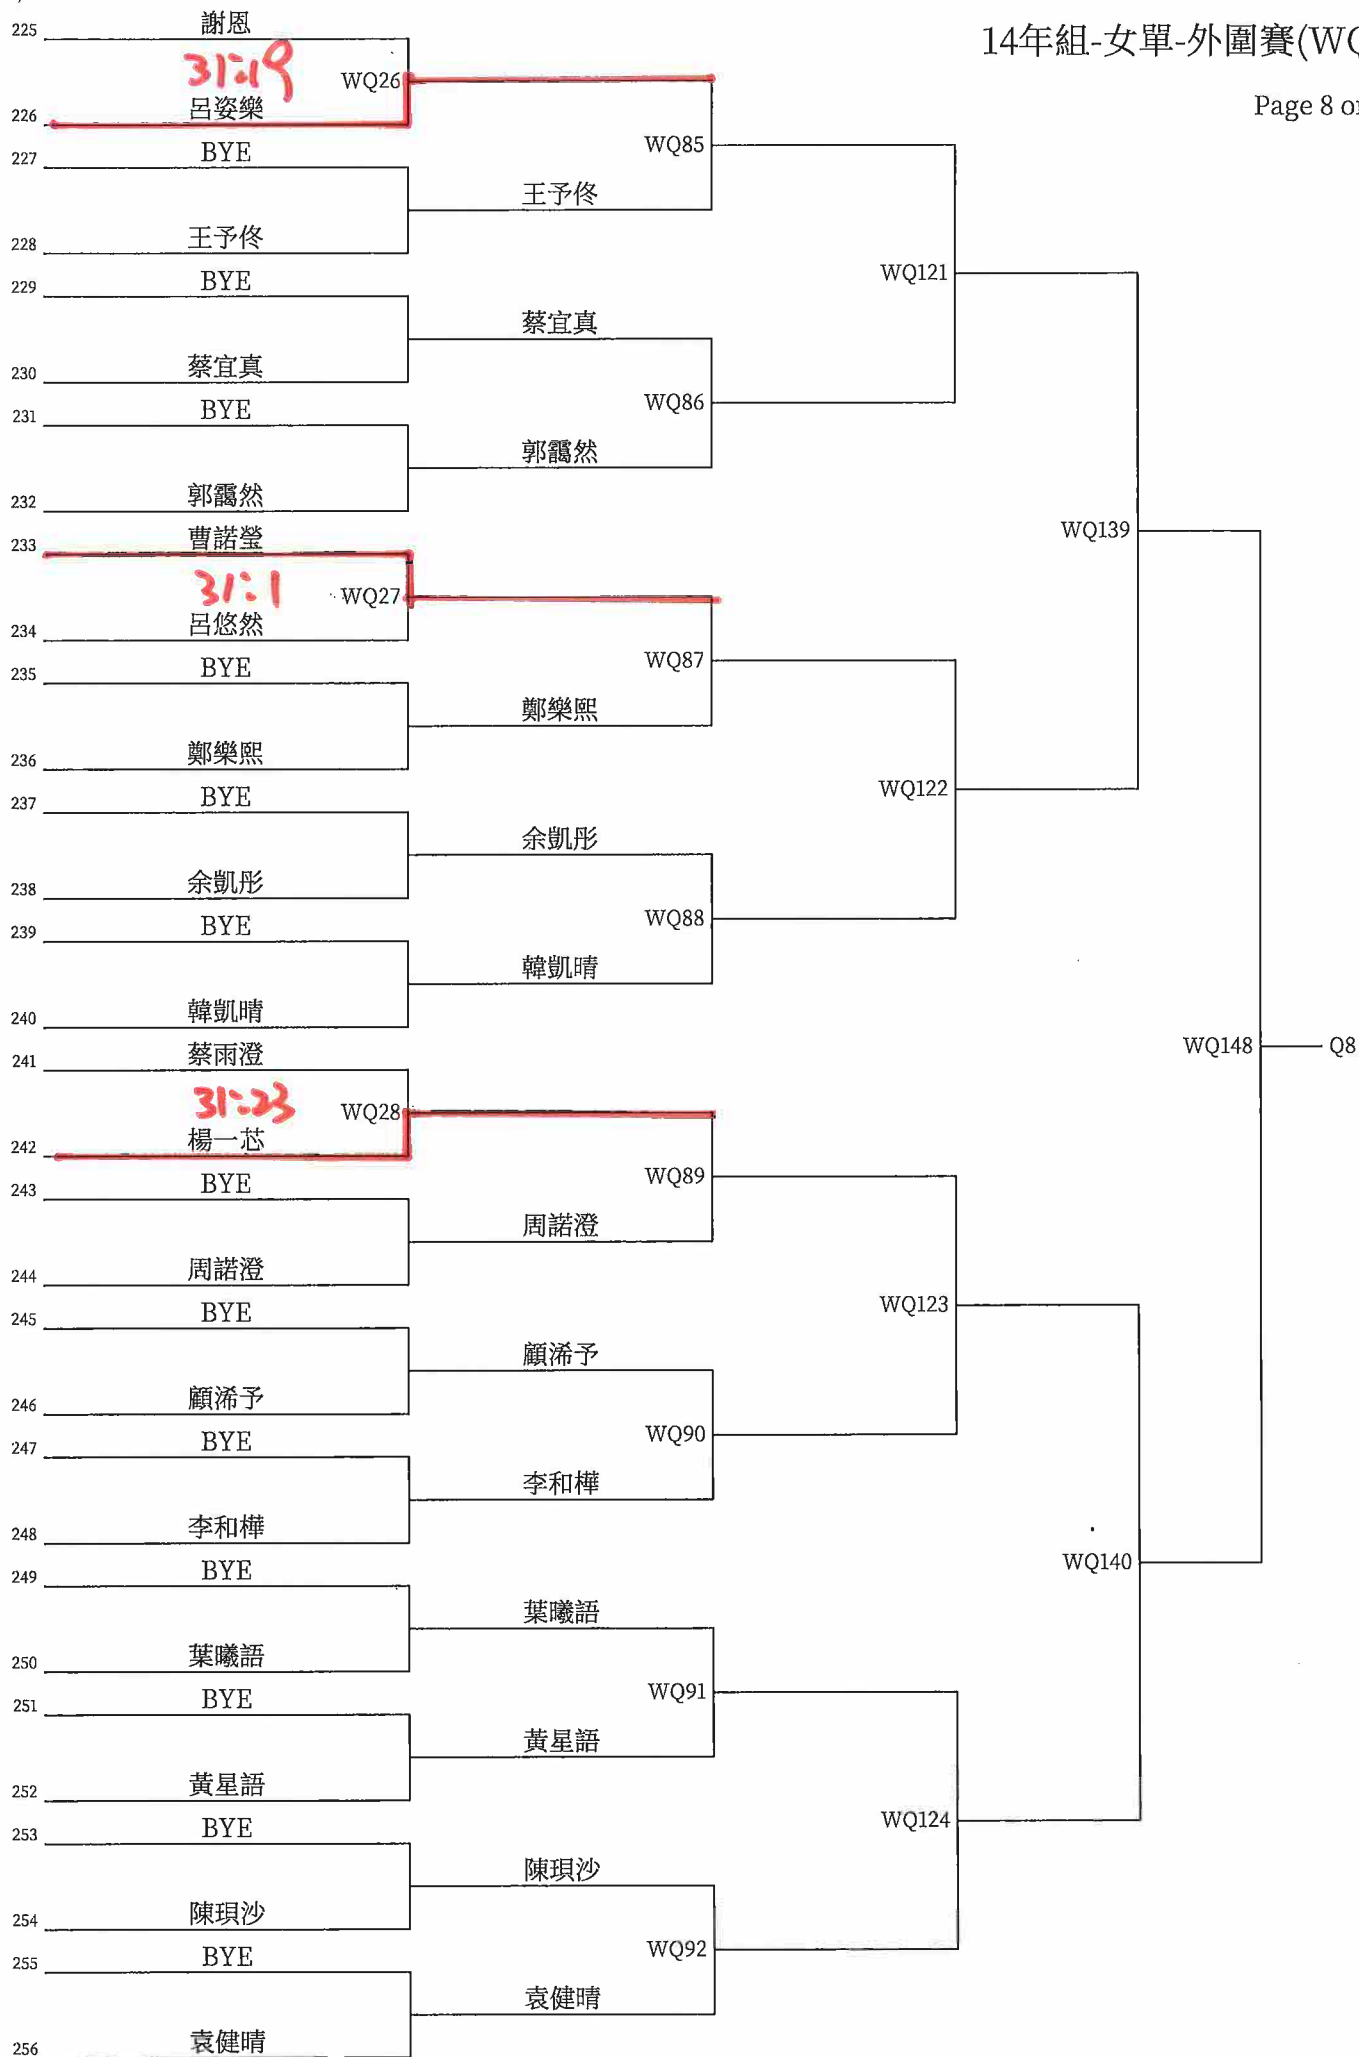 14年組-女單-外圍賽(WQ
Page 8 o
225 謝恩
31:19 WQ26
226 呂姿樂
227 BYE
WQ85
王予佟
228 王予佟
229 BYE
WQ121
蔡宜真
230 蔡宜真
231 BYE
WQ86
郭靄然
232 郭靄然
233 曹諾瑩
WQ139
31:1 WQ27
234 呂悠然
235 BYE
WQ87
鄭樂熙
236 鄭樂熙
237 BYE
WQ122
余凱彤
238 余凱彤
239 BYE
WQ88
韓凱晴
240 韓凱晴
241 蔡雨澄
WQ148 Q8
31:23 WQ28
242 楊一芯
243 BYE
WQ89
周諾澄
244 周諾澄
245 BYE
WQ123
顧浠予
246 顧浠予
247 BYE
WQ90
李和樺
248 李和樺
249 BYE
WQ140
葉曦語
250 葉曦語
251 BYE
WQ91
黃星語
252 黃星語
253 BYE
WQ124
陳珼沙
254 陳珼沙
255 BYE
WQ92
袁健晴
256 袁健晴